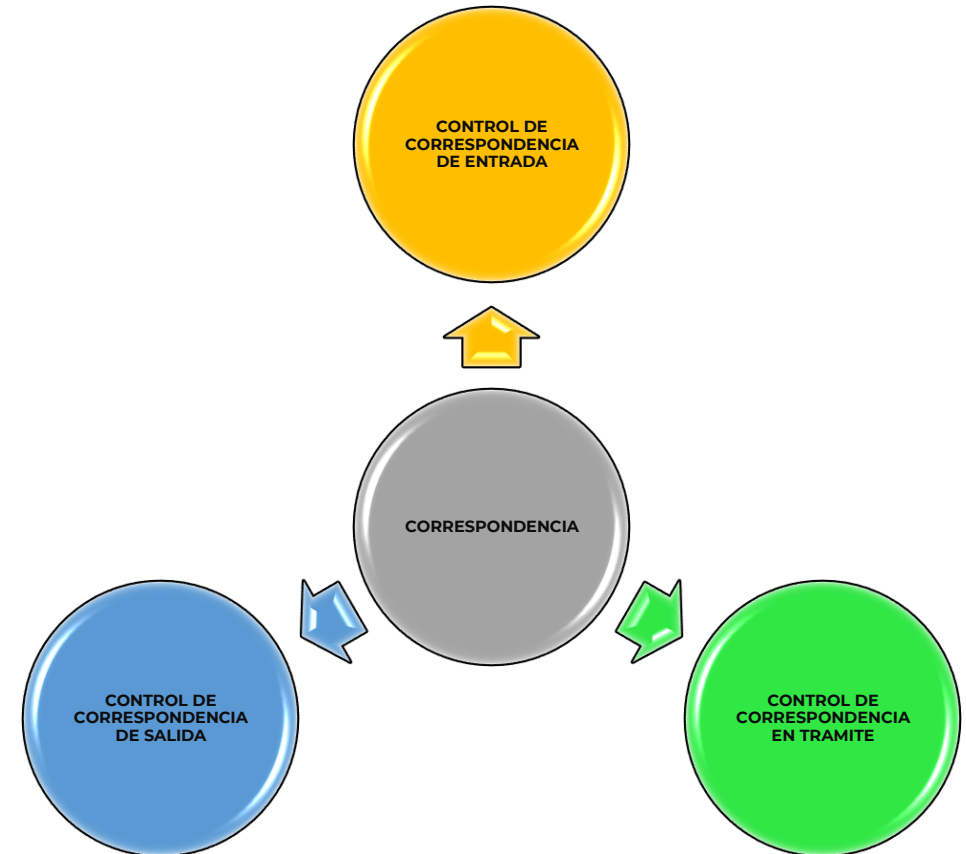 CONTROL DE
CORRESPONDENCIA
DE ENTRADA
CORRESPONDENCIA
CONTROL DE
CORRESPONDENCIA
DE SALIDA
CONTROL DE
CORRESPONDENCIA
EN TRAMITE